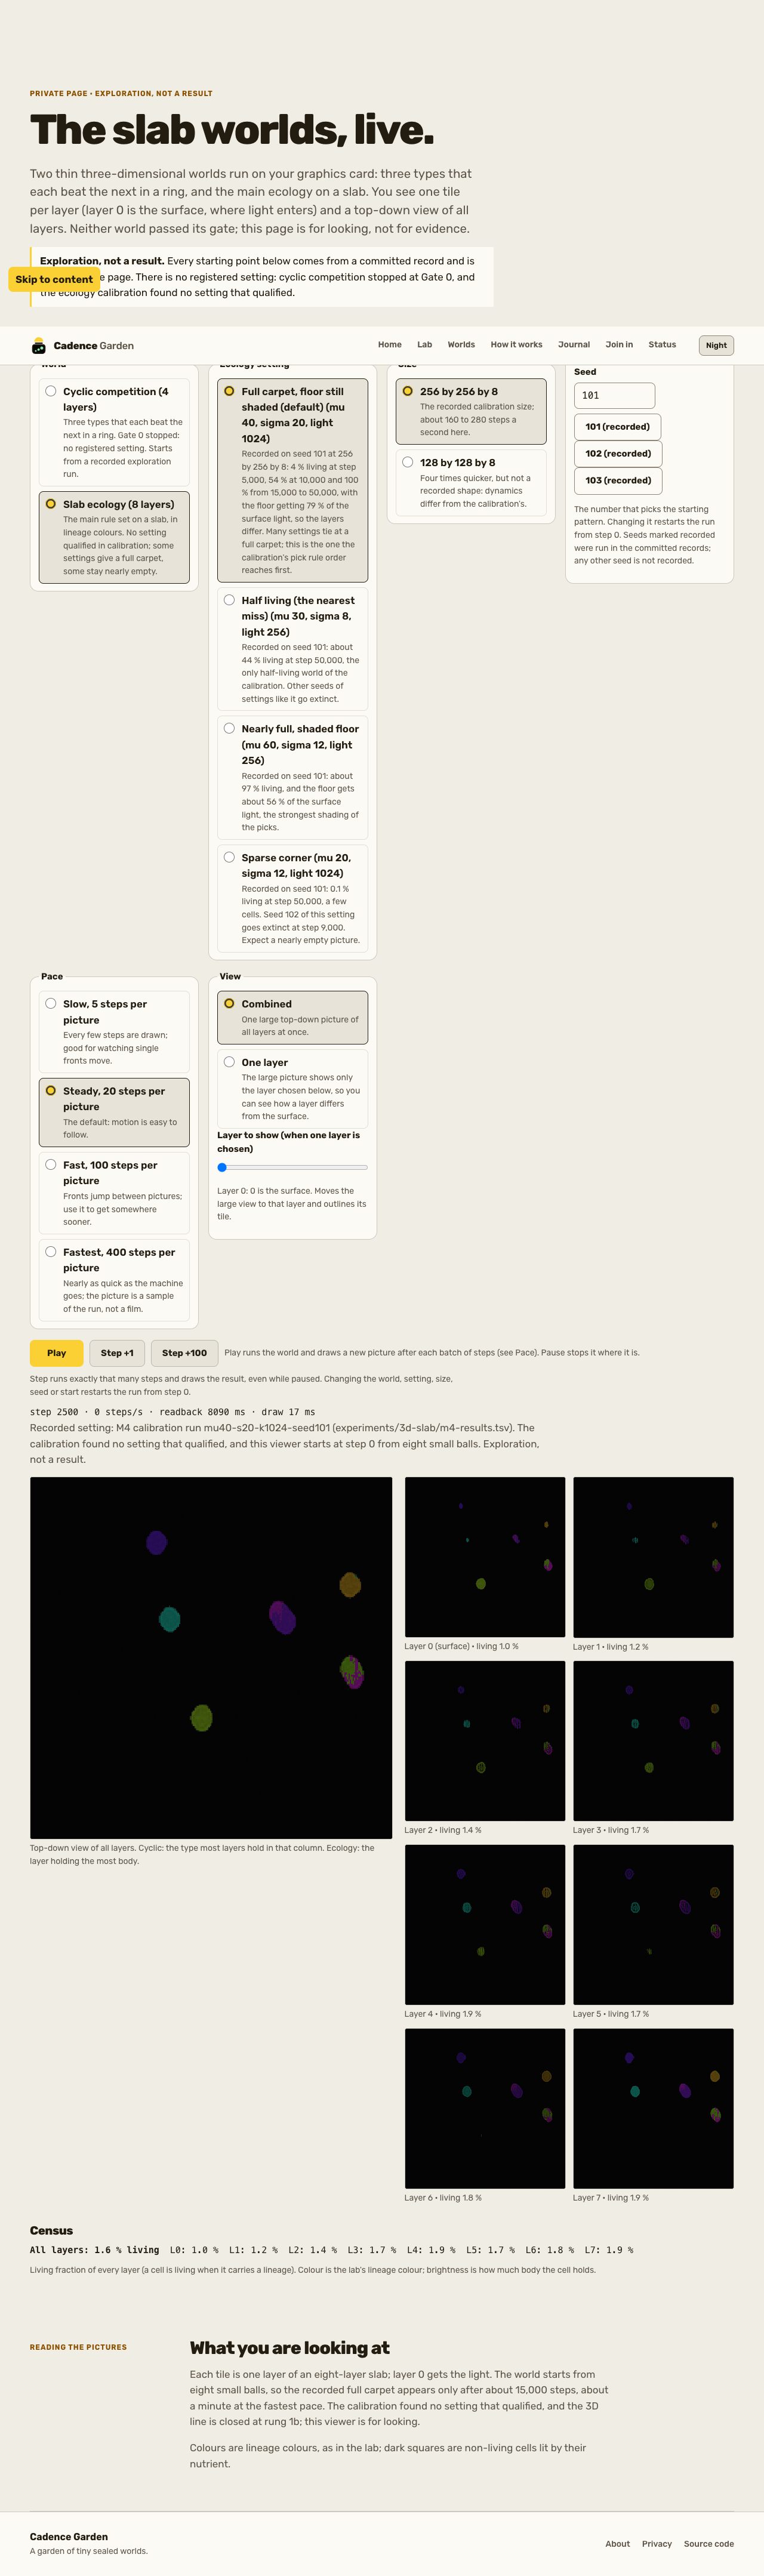 PRIVATE PAGE • EXPLORATION, NOT A RESULT
The slab worlds, live.
Two thin three-dimensional worlds run on your graphics card: three types that
each beat the next in a ring, and the main ecology on a slab. You see one tile
per layer (layer 0 is the surface, where light enters) and a top-down view of all
layers. Neither world passed its gate; this page is for looking, not for evidence.
Exploration, not a result. Every starting point below comes from a committed record and is
Skip to content
e page. There is no registered setting: cyclic competition stopped at Gate 0, and
the ecology calibration found no setting that qualified.
Cadence Garden
Home
Lab
Worlds
How it works
Journal
Join in
Status
Night
World
Cyclic competition (4
layers)
Three types that each beat the
next in a ring. Gate 0 stopped:
no registered setting. Starts
from a recorded exploration
run.
Slab ecology (8 layers)
The main rule set on a slab, in
lineage colours. No setting
qualified in calibration; some
settings give a full carpet,
some stay nearly empty.
Ecology setting
Full carpet, floor still
shaded (default) (mu
40, sigma 20, light
1024)
Recorded on seed 101 at 256
by 256 by 8: 4 % living at step
5,000, 54 % at 10,000 and 100
% from 15,000 to 50,000, with
the floor getting 79 % of the
surface light, so the layers
differ. Many settings tie at a
full carpet; this is the one the
calibration's pick rule order
reaches first.
Half living (the nearest
miss) (mu 30, sigma 8,
light 256)
Recorded on seed 101: about
44 % living at step 50,000, the
only half-living world of the
calibration. Other seeds of
settings like it go extinct.
Nearly full, shaded floor
(mu 60, sigma 12, light
256)
Recorded on seed 101: about
97 % living, and the floor gets
about 56 % of the surface
light, the strongest shading of
the picks.
Sparse corner (mu 20,
sigma 12, light 1024)
Recorded on seed 101: 0.1 %
living at step 50,000, a few
cells. Seed 102 of this setting
goes extinct at step 9,000.
Expect a nearly empty picture.
Size
256 by 256 by 8
The recorded calibration size;
about 160 to 280 steps a
second here.
128 by 128 by 8
Four times quicker, but not a
recorded shape: dynamics
differ from the calibration's.
Seed
101
101 (recorded)
102 (recorded)
103 (recorded)
The number that picks the starting
pattern. Changing it restarts the run
from step 0. Seeds marked recorded
were run in the committed records;
any other seed is not recorded.
Pace
Slow, 5 steps per
picture
Every few steps are drawn;
good for watching single
fronts move.
Steady, 20 steps per
picture
The default: motion is easy to
follow.
Fast, 100 steps per
picture
Fronts jump between pictures;
use it to get somewhere
sooner.
Fastest, 400 steps per
picture
Nearly as quick as the machine
goes; the picture is a sample
of the run, not a film.
View
Combined
One large top-down picture of
all layers at once.
One layer
The large picture shows only
the layer chosen below, so you
can see how a layer differs
from the surface.
Layer to show (when one layer is
chosen)
Layer 0: 0 is the surface. Moves the
large view to that layer and outlines its
tile.
Play
Step +1
Step +100
Play runs the world and draws a new picture after each batch of steps (see Pace). Pause stops it where it is.
Step runs exactly that many steps and draws the result, even while paused. Changing the world, setting, size,
seed or start restarts the run from step 0.
step 2500 · 0 steps/s · readback 8090 ms · draw 17 ms
Recorded setting: M4 calibration run mu40-s20-k1024-seed101 (experiments/3d-slab/m4-results.tsv). The
calibration found no setting that qualified, and this viewer starts at step 0 from eight small balls. Exploration,
not a result.
Top-down view of all layers. Cyclic: the type most layers hold in that column. Ecology: the
layer holding the most body.
Layer 0 (surface) • living 1.0 %
Layer 1 • living 1.2 %
Layer 2 • living 1.4 %
Layer 3 • living 1.7 %
Layer 4 • living 1.9 %
Layer 5 • living 1.7 %
Layer 6 • living 1.8 %
Layer 7 • living 1.9 %
Census
All layers: 1.6 % living L0: 1.0 % L1: 1.2 % L2: 1.4 % L3: 1.7 % L4: 1.9 % L5: 1.7 % L6: 1.8 % L7: 1.9 %
Living fraction of every layer (a cell is living when it carries a lineage). Colour is the lab's lineage colour; brightness is how much body the cell holds.
READING THE PICTURES
What you are looking at
Each tile is one layer of an eight-layer slab; layer 0 gets the light. The world starts from
eight small balls, so the recorded full carpet appears only after about 15,000 steps, about
a minute at the fastest pace. The calibration found no setting that qualified, and the 3D
line is closed at rung 1b; this viewer is for looking.
Colours are lineage colours, as in the lab; dark squares are non-living cells lit by their
nutrient.
Cadence Garden
A garden of tiny sealed worlds.
About
Privacy
Source code